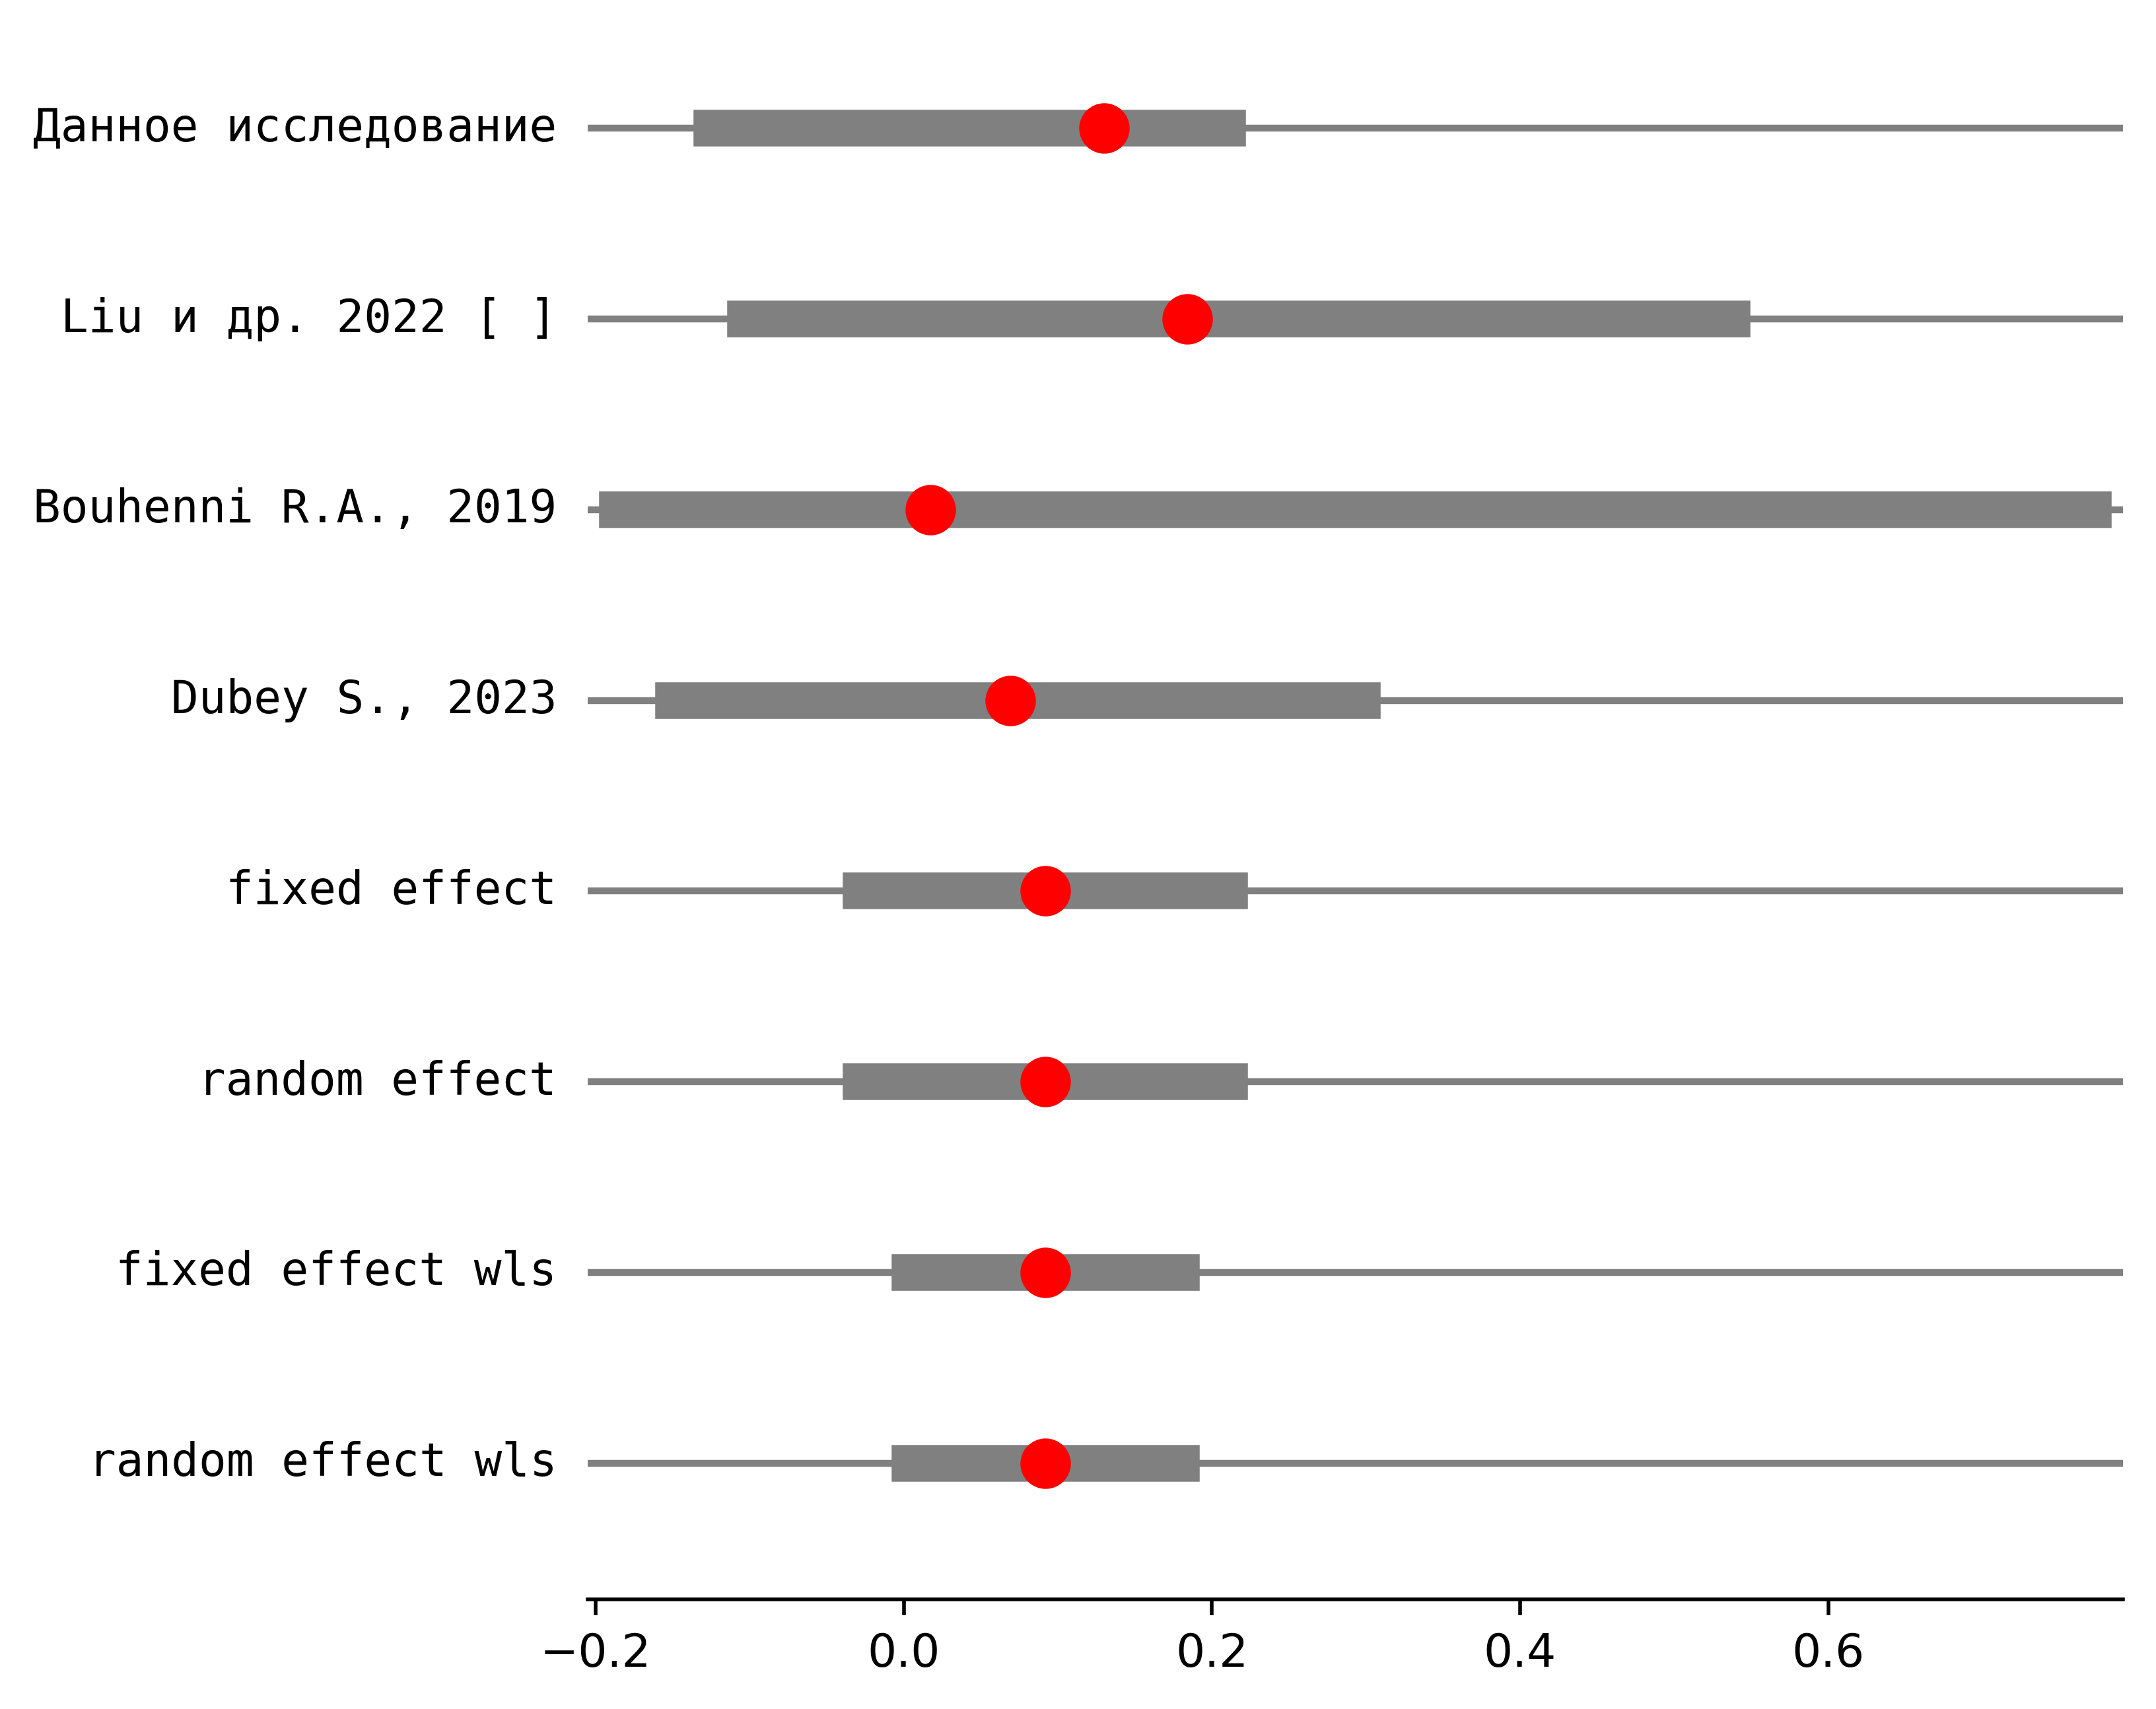 Данное исследование
Liu и др. 2022 [ ]
Bouhenni R.A., 2019
Dubey S., 2023
fixed effect
random effect
fixed effect wls
random effect wls
−0.2 0.0 0.2 0.4 0.6